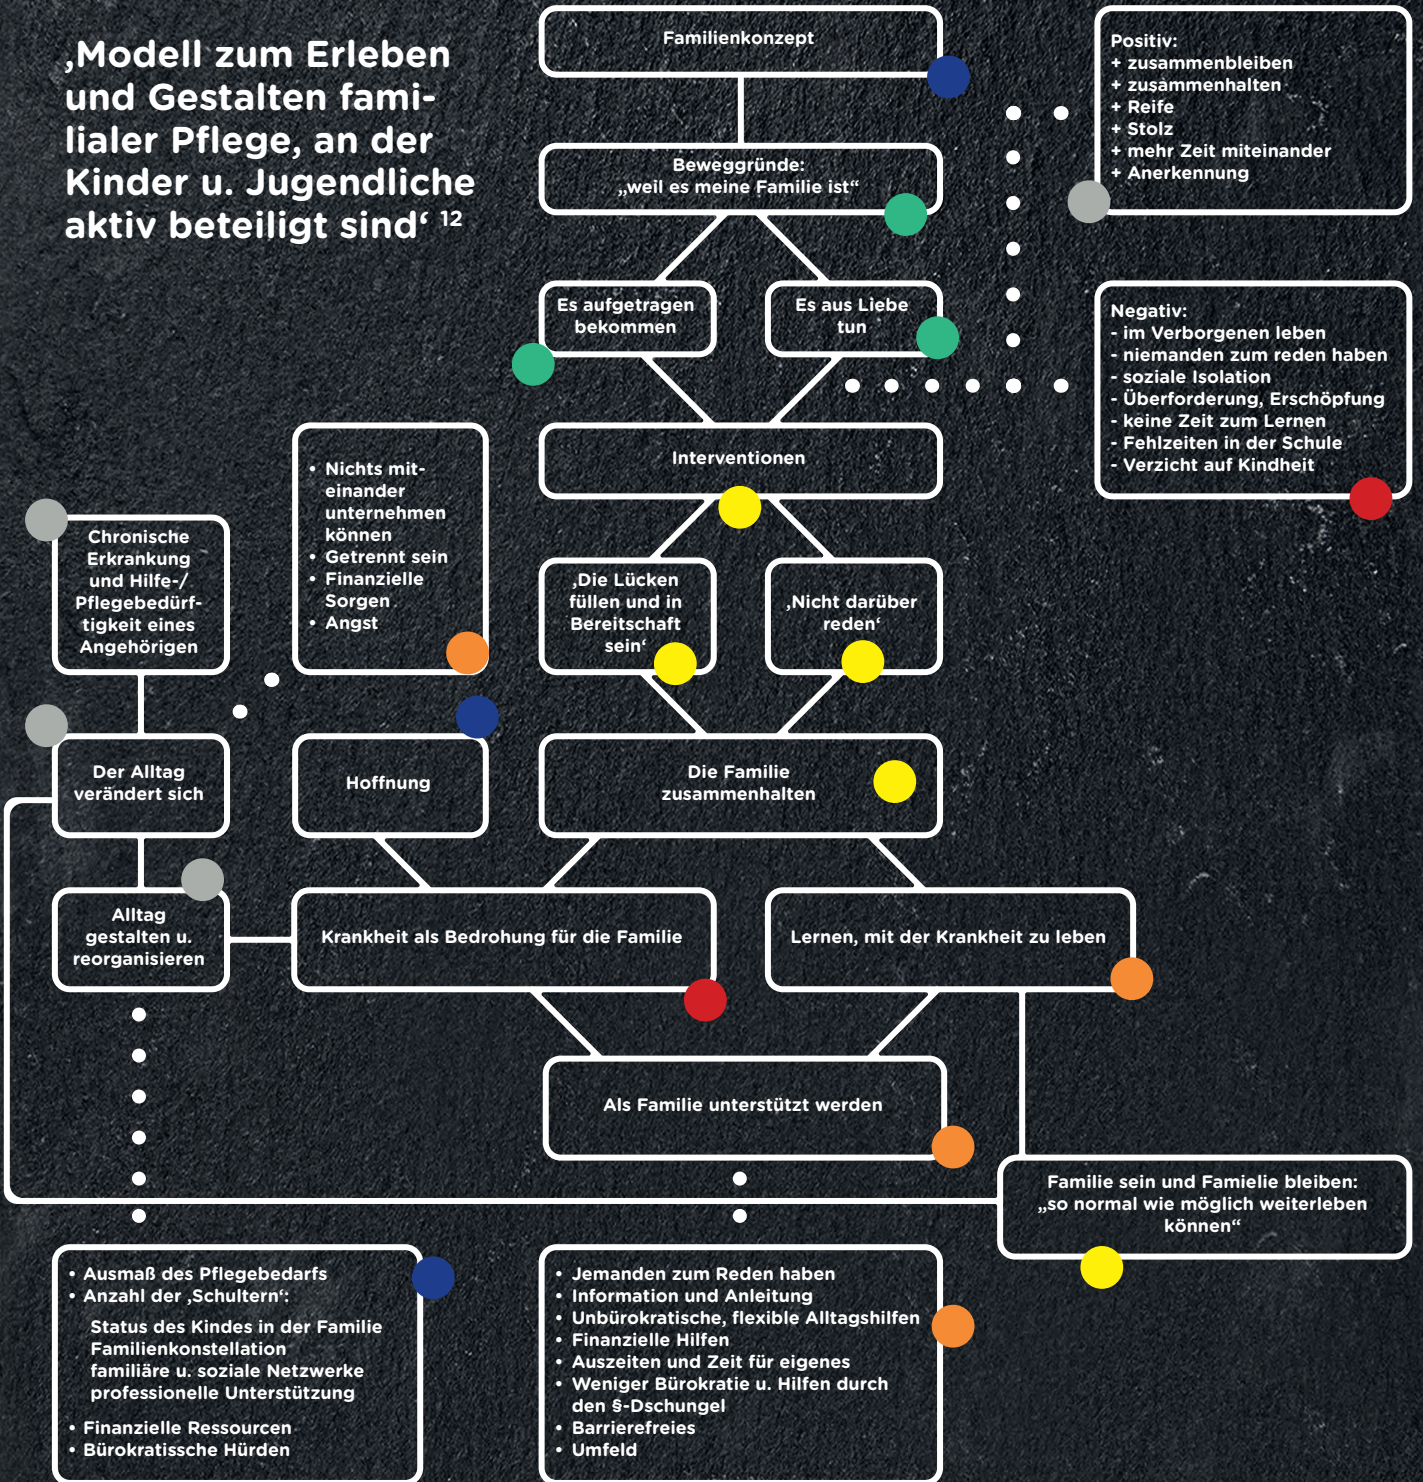 ‚Modell zum Erleben
und Gestalten fami-
lialer Pflege, an der
Kinder u. Jugendliche
aktiv beteiligt sind‘ 12
Familienkonzept
Positiv:
+ zusammenbleiben
+ zusammenhalten
+ Reife
+ Stolz
+ mehr Zeit miteinander
+ Anerkennung
Beweggründe:
„weil es meine Familie ist“
Es aufgetragen
bekommen
Es aus Liebe
tun
Negativ:
- im Verborgenen leben
- niemanden zum reden haben
- soziale Isolation
- Überforderung, Erschöpfung
- keine Zeit zum Lernen
- Fehlzeiten in der Schule
- Verzicht auf Kindheit
Interventionen
• Nichts mit-
einander
unternehmen
können
• Getrennt sein
• Finanzielle
Sorgen
• Angst
Chronische
Erkrankung
und Hilfe-/
Pflegebedürf-
tigkeit eines
Angehörigen
‚Die Lücken
füllen und in
Bereitschaft
sein‘
‚Nicht darüber
reden‘
Der Alltag
verändert sich
Hoffnung
Die Familie
zusammenhalten
Alltag
gestalten u.
reorganisieren
Krankheit als Bedrohung für die Familie
Lernen, mit der Krankheit zu leben
Als Familie unterstützt werden
Familie sein und Famielie bleiben:
„so normal wie möglich weiterleben
können“
• Ausmaß des Pflegebedarfs
• Anzahl der ‚Schultern‘:
Status des Kindes in der Familie
Familienkonstellation
familiäre u. soziale Netzwerke
professionelle Unterstützung
• Finanzielle Ressourcen
• Bürokratissche Hürden
• Jemanden zum Reden haben
• Information und Anleitung
• Unbürokratische, flexible Alltagshilfen
• Finanzielle Hilfen
• Auszeiten und Zeit für eigenes
• Weniger Bürokratie u. Hilfen durch
den §-Dschungel
• Barrierefreies
• Umfeld